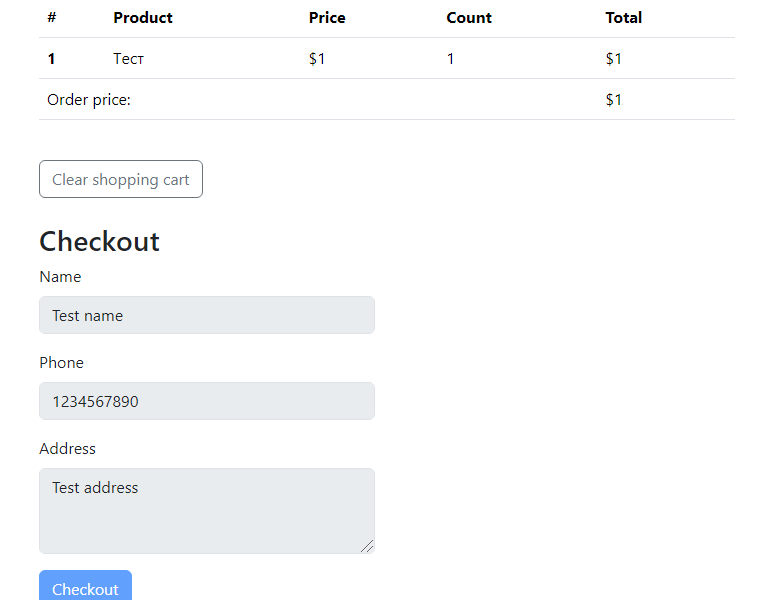 # Product Price Count Total
1 Тест $1 1 $1
Order price: $1
Clear shopping cart
Checkout
Name
Test name
Phone
1234567890
Address
Test address
Checkout